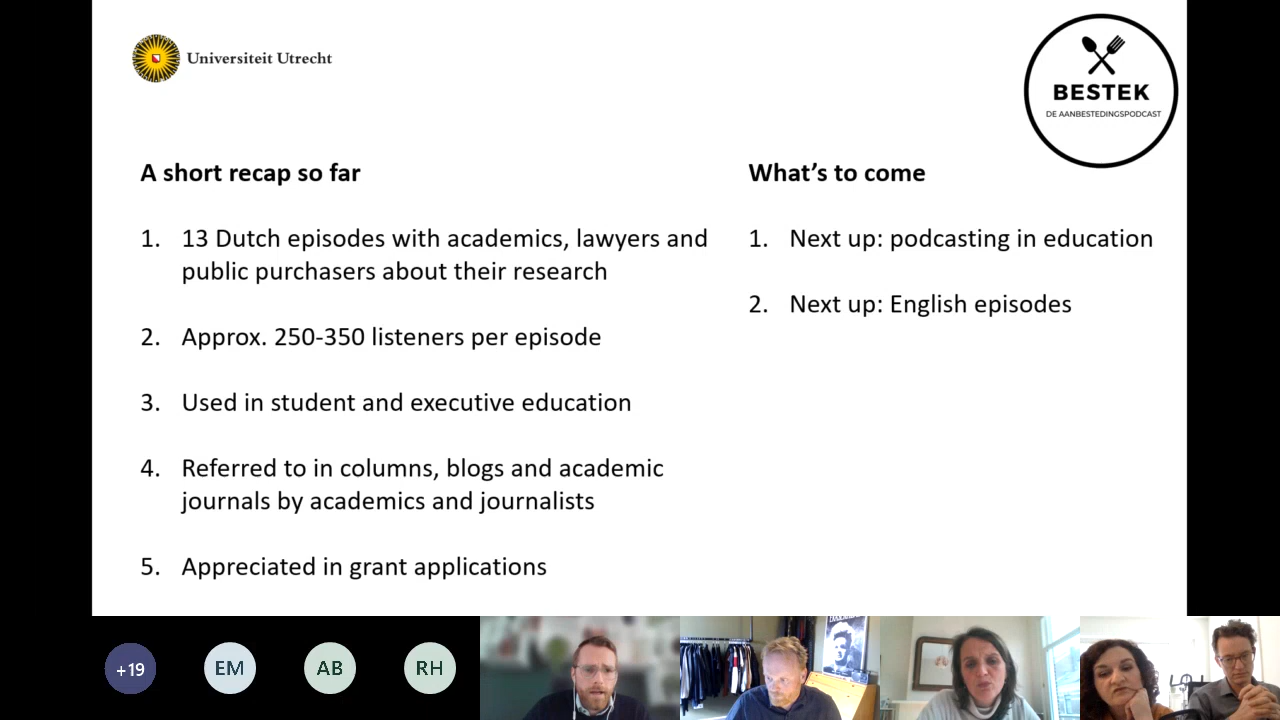 Universiteit Utrecht
BESTEK
DE AANBESTEDINGSPODCAST
A short recap so far
1. 13 Dutch episodes with academics, lawyers and
public purchasers about their research
2. Approx. 250-350 listeners per episode
3. Used in student and executive education
4. Referred to in columns, blogs and academic
journals by academics and journalists
5. Appreciated in grant applications
What's to come
1. Next up: podcasting in education
2. Next up: English episodes
+19
EM
AB
RH